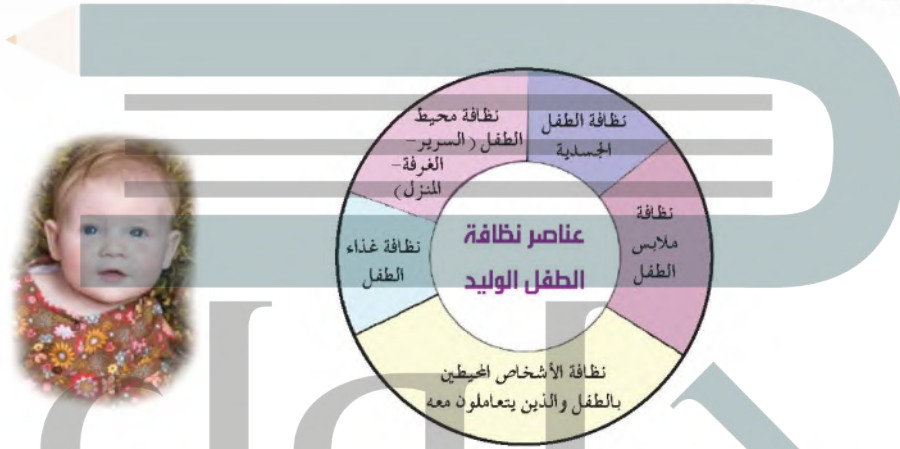 عناصر نظافة
الطفل الوليد
نظافة الطفل
الجسدية
نظافة
ملابس
الطفل
نظافة الأشخاص المحيطين
بالطفل والذين يتعاملون معه
نظافة غذاء
الطفل
نظافة محيط
الطفل (السرير-
الغرفة-
المنزل)